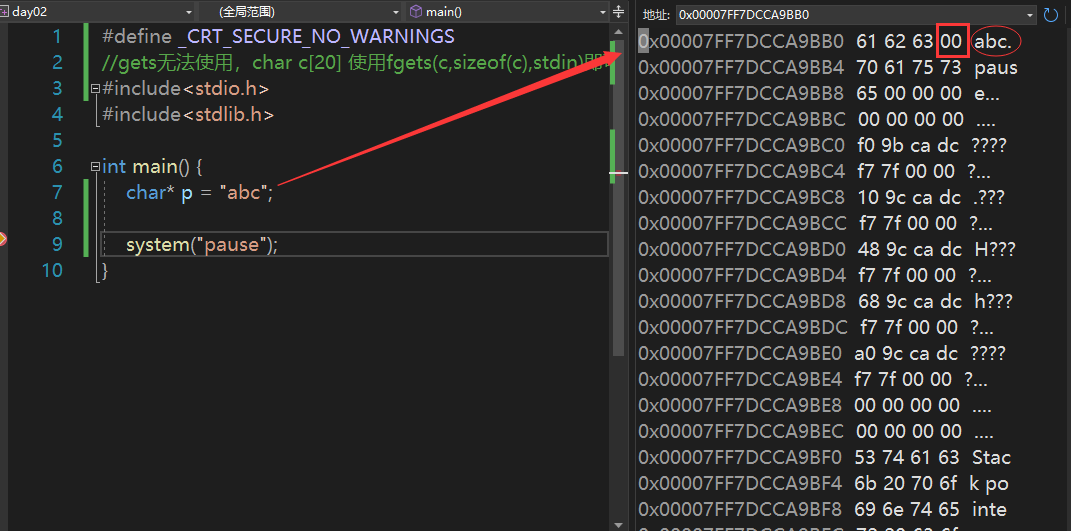 day02 (全局范围) main()
1 #define _CRT_SECURE_NO_WARNINGS
2 //gets无法使用，char c[20] 使用fgets(c,sizeof(c),stdin)即
3 #include<stdio.h>
4 #include<stdlib.h>
5
6 int main() {
7 char* p = "abc";
8
9 system("pause");
10 }
地址: 0x00007FF7DCCA9BB0
0x00007FF7DCCA9BB0 61 62 63 00 abc.
0x00007FF7DCCA9BB4 70 61 75 73 paus
0x00007FF7DCCA9BB8 65 00 00 00 e...
0x00007FF7DCCA9BBC 00 00 00 00 ....
0x00007FF7DCCA9BC0 f0 9b ca dc ????
0x00007FF7DCCA9BC4 f7 7f 00 00 ?...
0x00007FF7DCCA9BC8 10 9c ca dc .???
0x00007FF7DCCA9BCC f7 7f 00 00 ?...
0x00007FF7DCCA9BD0 48 9c ca dc H???
0x00007FF7DCCA9BD4 f7 7f 00 00 ?...
0x00007FF7DCCA9BD8 68 9c ca dc h???
0x00007FF7DCCA9BDC f7 7f 00 00 ?...
0x00007FF7DCCA9BE0 a0 9c ca dc ????
0x00007FF7DCCA9BE4 f7 7f 00 00 ?...
0x00007FF7DCCA9BE8 00 00 00 00 ....
0x00007FF7DCCA9BEC 00 00 00 00 ....
0x00007FF7DCCA9BF0 53 74 61 63 Stac
0x00007FF7DCCA9BF4 6b 20 70 6f k po
0x00007FF7DCCA9BF8 69 6e 74 65 inte